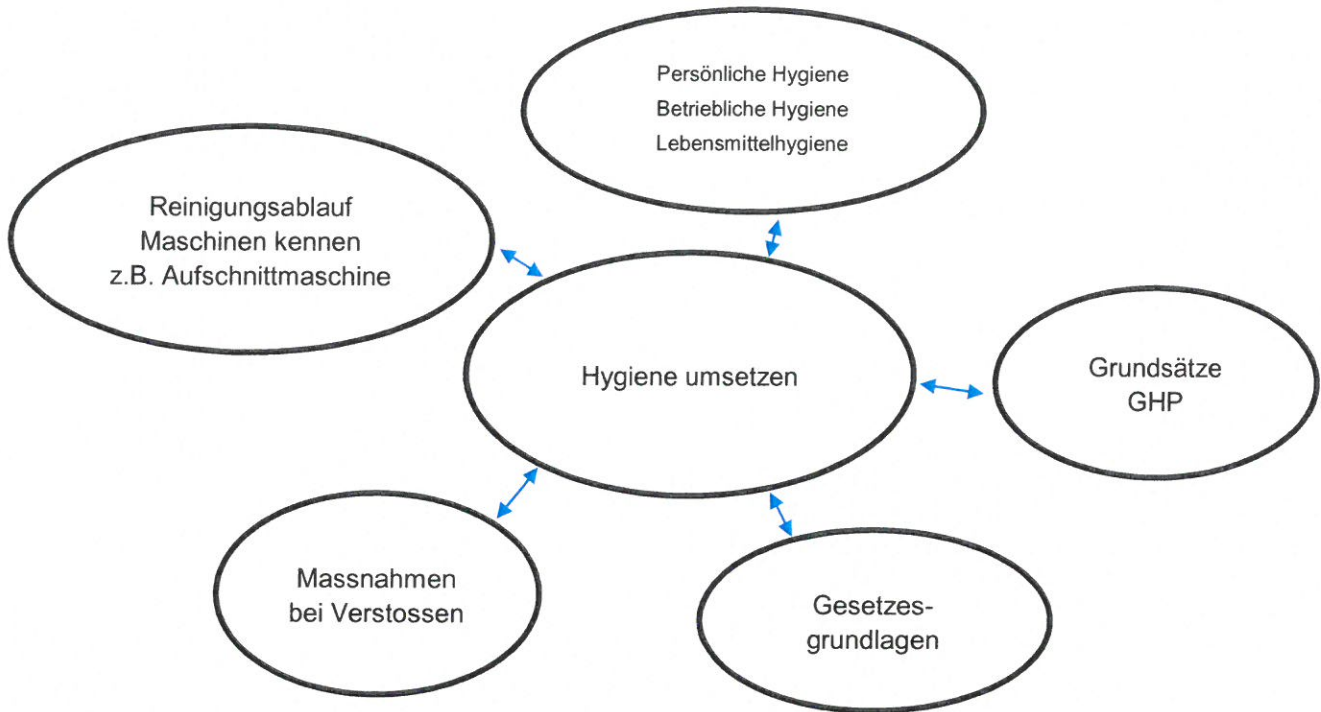 Persönliche Hygiene
Betriebliche Hygiene
Lebensmittelhygiene
Reinigungsablauf
Maschinen kennen
z.B. Aufschnittmaschine
Hygiene umsetzen
Grundsätze
GHP
Massnahmen
bei Verstossen
Gesetzes-
grundlagen